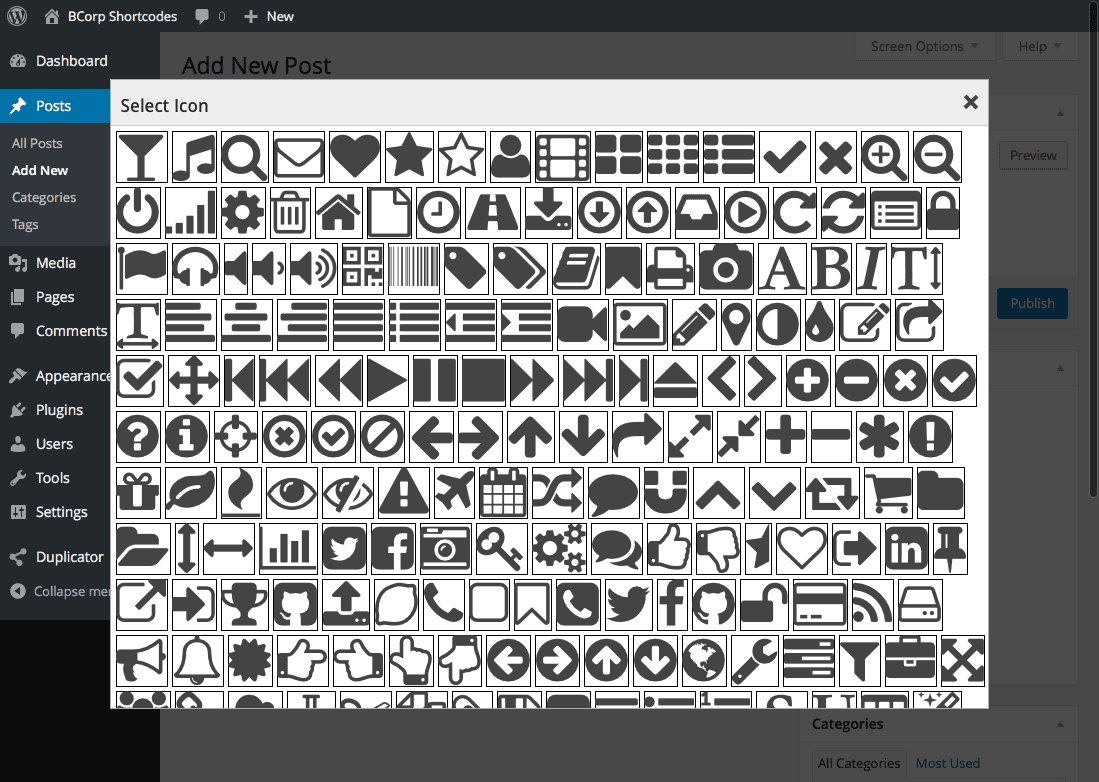 BCorp Shortcodes 0 New
Screen Options Help
Dashboard
Add New Post
Posts
Select Icon
All Posts
Add New
Categories
Tags
Media
Pages
Comments
Appearance
Plugins
Users
Tools
Settings
Duplicator
Collapse me
Preview
Publish
Categories
All Categories Most Used